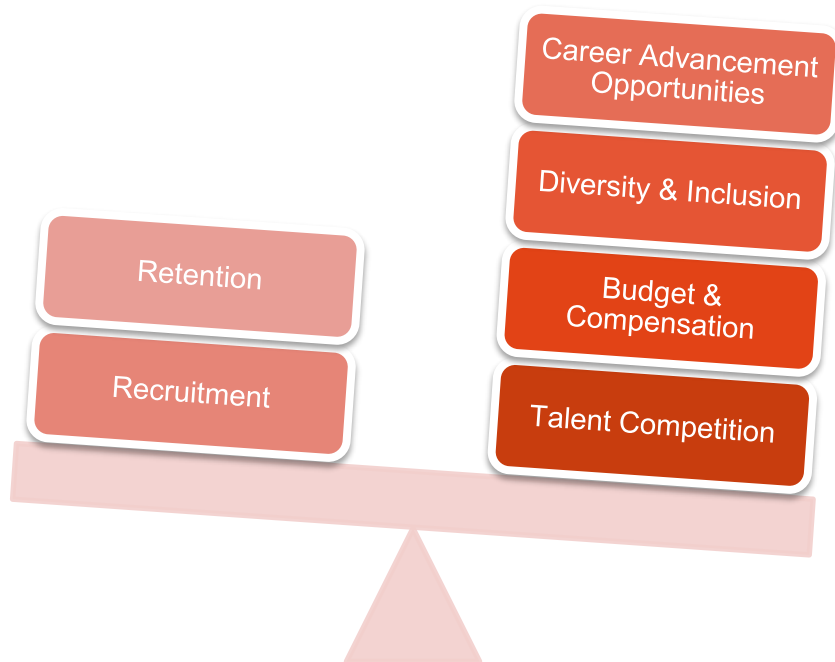 Retention
Recruitment
Career Advancement
Opportunities
Diversity & Inclusion
Budget &
Compensation
Talent Competition